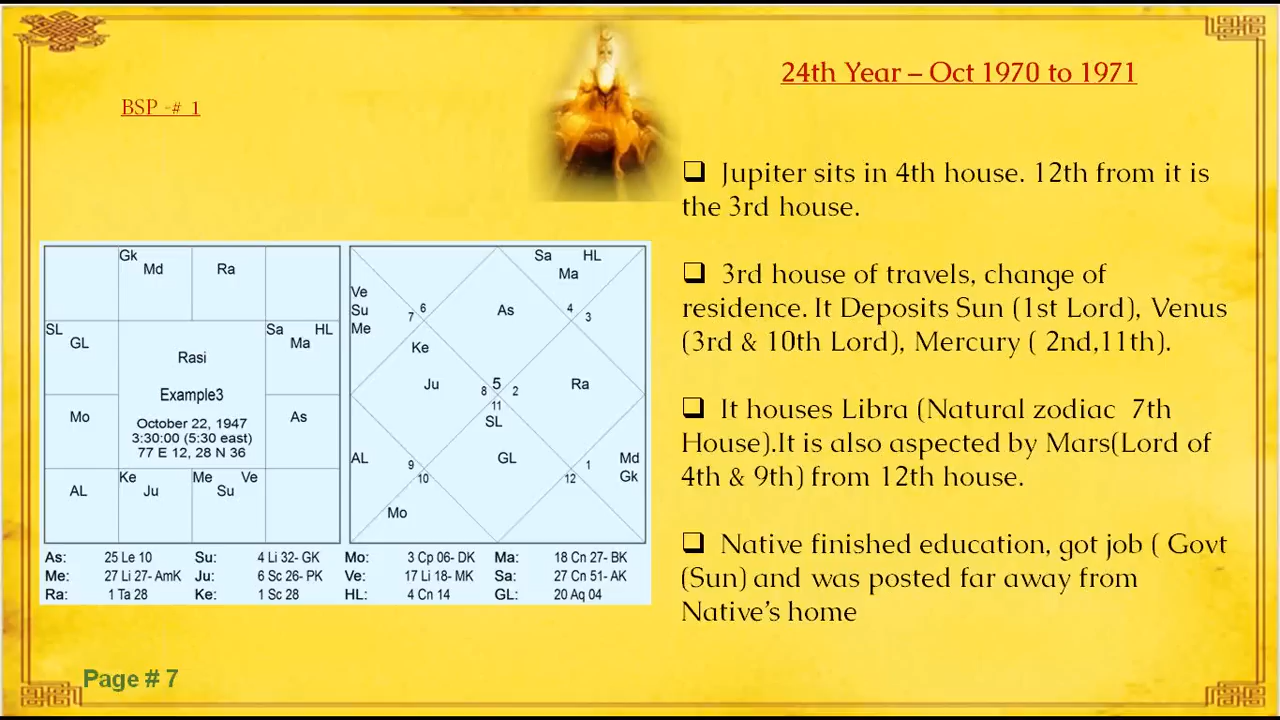 24th Year – Oct 1970 to 1971
BSP -# 1
Jupiter sits in 4th house. 12th from it is
the 3rd house.
3rd house of travels, change of
residence. It Deposits Sun (1st Lord), Venus
(3rd & 10th Lord), Mercury ( 2nd,11th).
It houses Libra (Natural zodiac 7th
House).It is also aspected by Mars(Lord of
4th & 9th) from 12th house.
Native finished education, got job ( Govt
(Sun) and was posted far away from
Native’s home
Gk
Md
Ra
SL
GL
Sa HL
Ma
Rasi
Example3
October 22, 1947
3:30:00 (5:30 east)
77 E 12, 28 N 36
Mo
As
AL
Ke
Ju
Me Ve
Su
Sa HL
Ma
Ve
Su
Me
6
7
As
4
3
Ke
Ju
5
8 2
11
Ra
SL
AL
9
10
GL
1
12
Md
Gk
Mo
As: 25 Le 10 Su: 4 Li 32- GK Mo: 3 Cp 06- DK Ma: 18 Cn 27- BK
Me: 27 Li 27- AmK Ju: 6 Sc 26- PK Ve: 17 Li 18- MK Sa: 27 Cn 51- AK
Ra: 1 Ta 28 Ke: 1 Sc 28 HL: 4 Cn 14 GL: 20 Aq 04
Page # 7